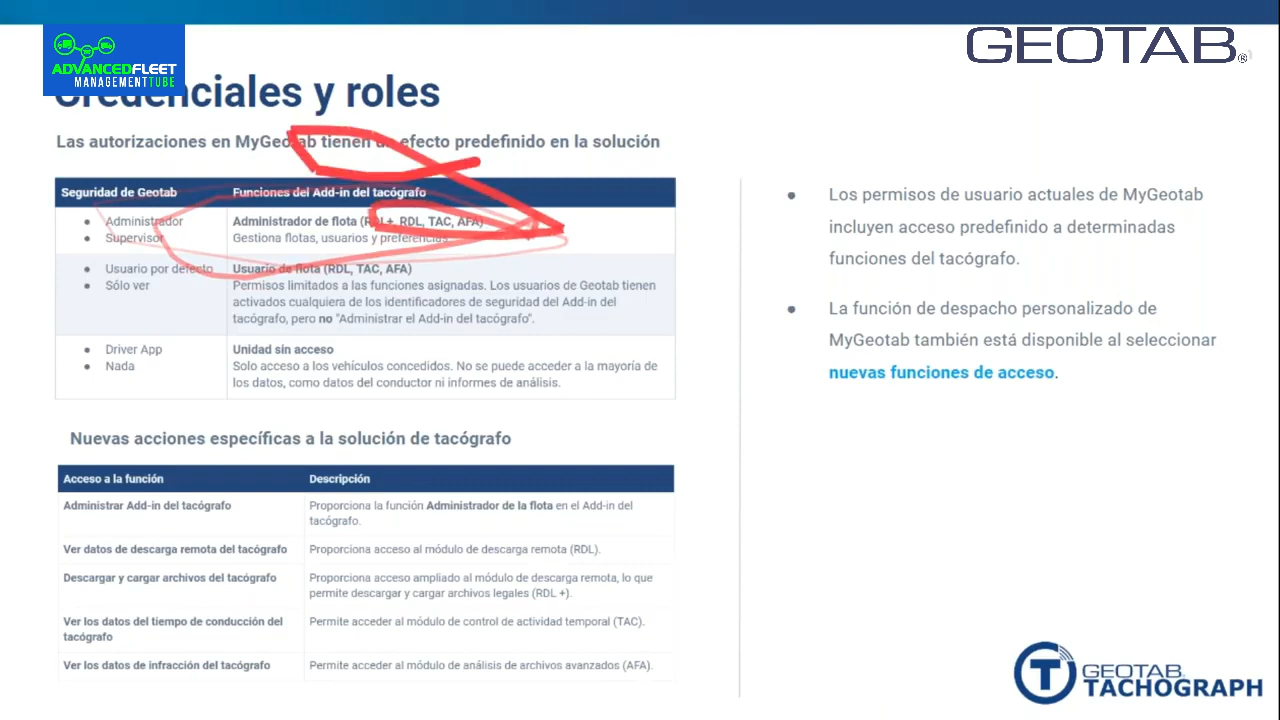 GEOTAB®
ADVANCEDFLEET
MANAGEMENTTUBE
Credenciales y roles
Las autorizaciones en MyGeotab tienen un efecto predefinido en la solución
Seguridad de Geotab
Funciones del Add-in del tacógrafo
● Administrador
● Supervisor
Administrador de flota (RDL+, RDL, TAC, AFA)
Gestiona flotas, usuarios y preferencias
● Usuario por defecto
● Sólo ver
Usuario de flota (RDL, TAC, AFA)
Permisos limitados a las funciones asignadas. Los usuarios de Geotab tienen
activados cualquiera de los identificadores de seguridad del Add-in del
tacógrafo, pero no "Administrar el Add-in del tacógrafo".
● Driver App
● Nada
Unidad sin acceso
Solo acceso a los vehículos concedidos. No se puede acceder a la mayoría de
los datos, como datos del conductor ni informes de análisis.
Nuevas acciones específicas a la solución de tacógrafo
Acceso a la función
Descripción
Administrar Add-in del tacógrafo
Proporciona la función Administrador de la flota en el Add-in del
tacógrafo.
Ver datos de descarga remota del tacógrafo
Proporciona acceso al módulo de descarga remota (RDL).
Descargar y cargar archivos del tacógrafo
Proporciona acceso ampliado al módulo de descarga remota, lo que
permite descargar y cargar archivos legales (RDL +).
Ver los datos del tiempo de conducción del
tacógrafo
Permite acceder al módulo de control de actividad temporal (TAC).
Ver los datos de infracción del tacógrafo
Permite acceder al módulo de análisis de archivos avanzados (AFA).
● Los permisos de usuario actuales de MyGeotab
incluyen acceso predefinido a determinadas
funciones del tacógrafo.
● La función de despacho personalizado de
MyGeotab también está disponible al seleccionar
nuevas funciones de acceso.
GEOTAB
TACHOGRAPH